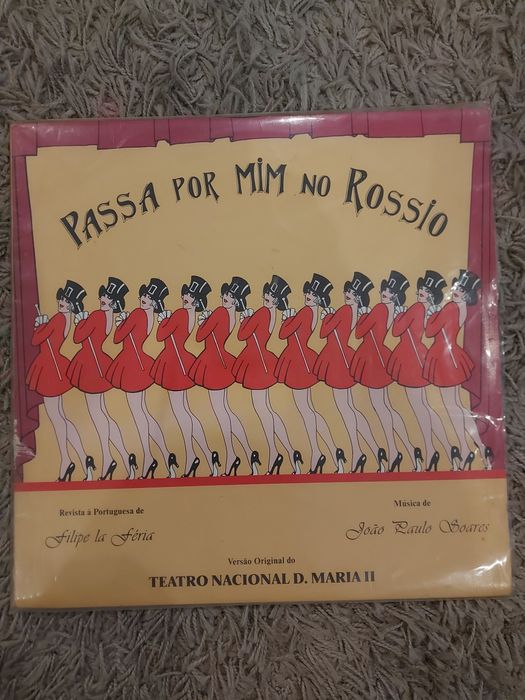 PASSA POR MIM NO ROSSIO
Revista à Portuguesa de
Filipe la Féria
Música de
João Paulo Soares
Versão Original do
TEATRO NACIONAL D. MARIA II